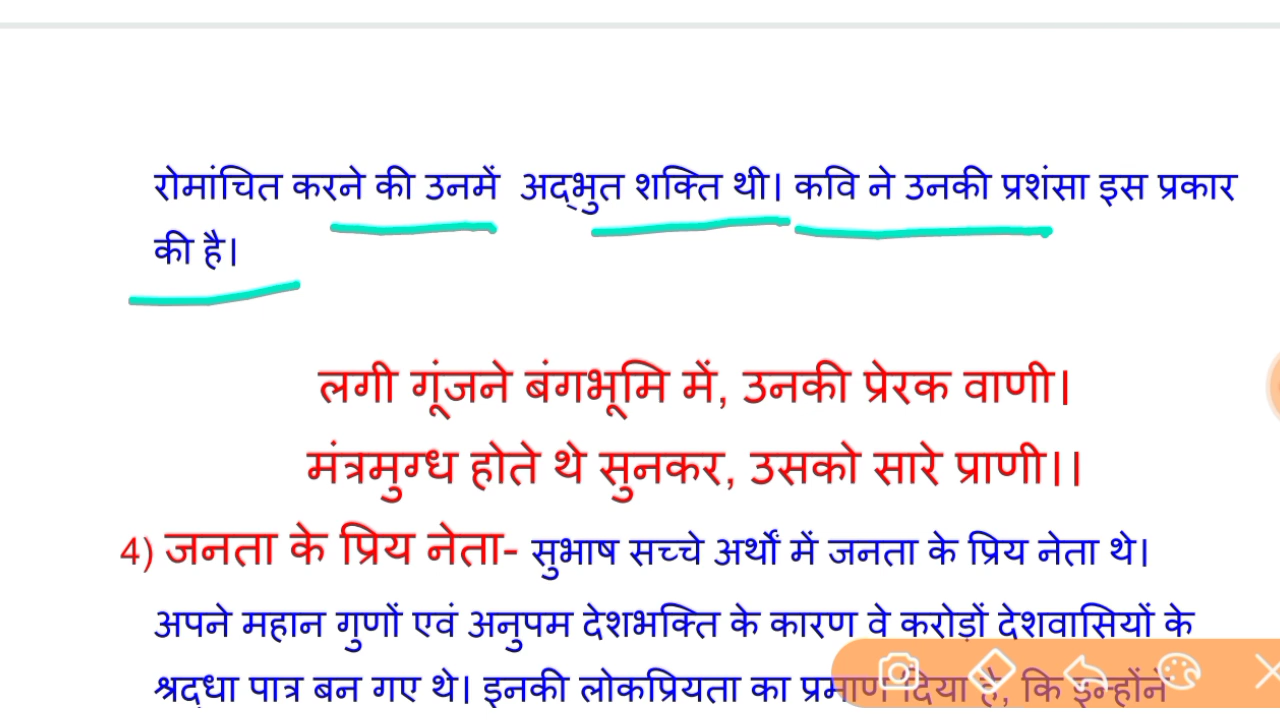 रोमांचित करने की उनमें अद्भुत शक्ति थी। कवि ने उनकी प्रशंसा इस प्रकार
की है।
लगी गूंजने बंगभूमि में, उनकी प्रेरक वाणी।
मंत्रमुग्ध होते थे सुनकर, उसको सारे प्राणी।।
4) जनता के प्रिय नेता- सुभाष सच्चे अर्थों में जनता के प्रिय नेता थे।
अपने महान गुणों एवं अनुपम देशभक्ति के कारण वे करोड़ों देशवासियों के
श्रद्धा पात्र बन गए थे। इनकी लोकप्रियता का प्रमाण दिया है, कि इन्होंने